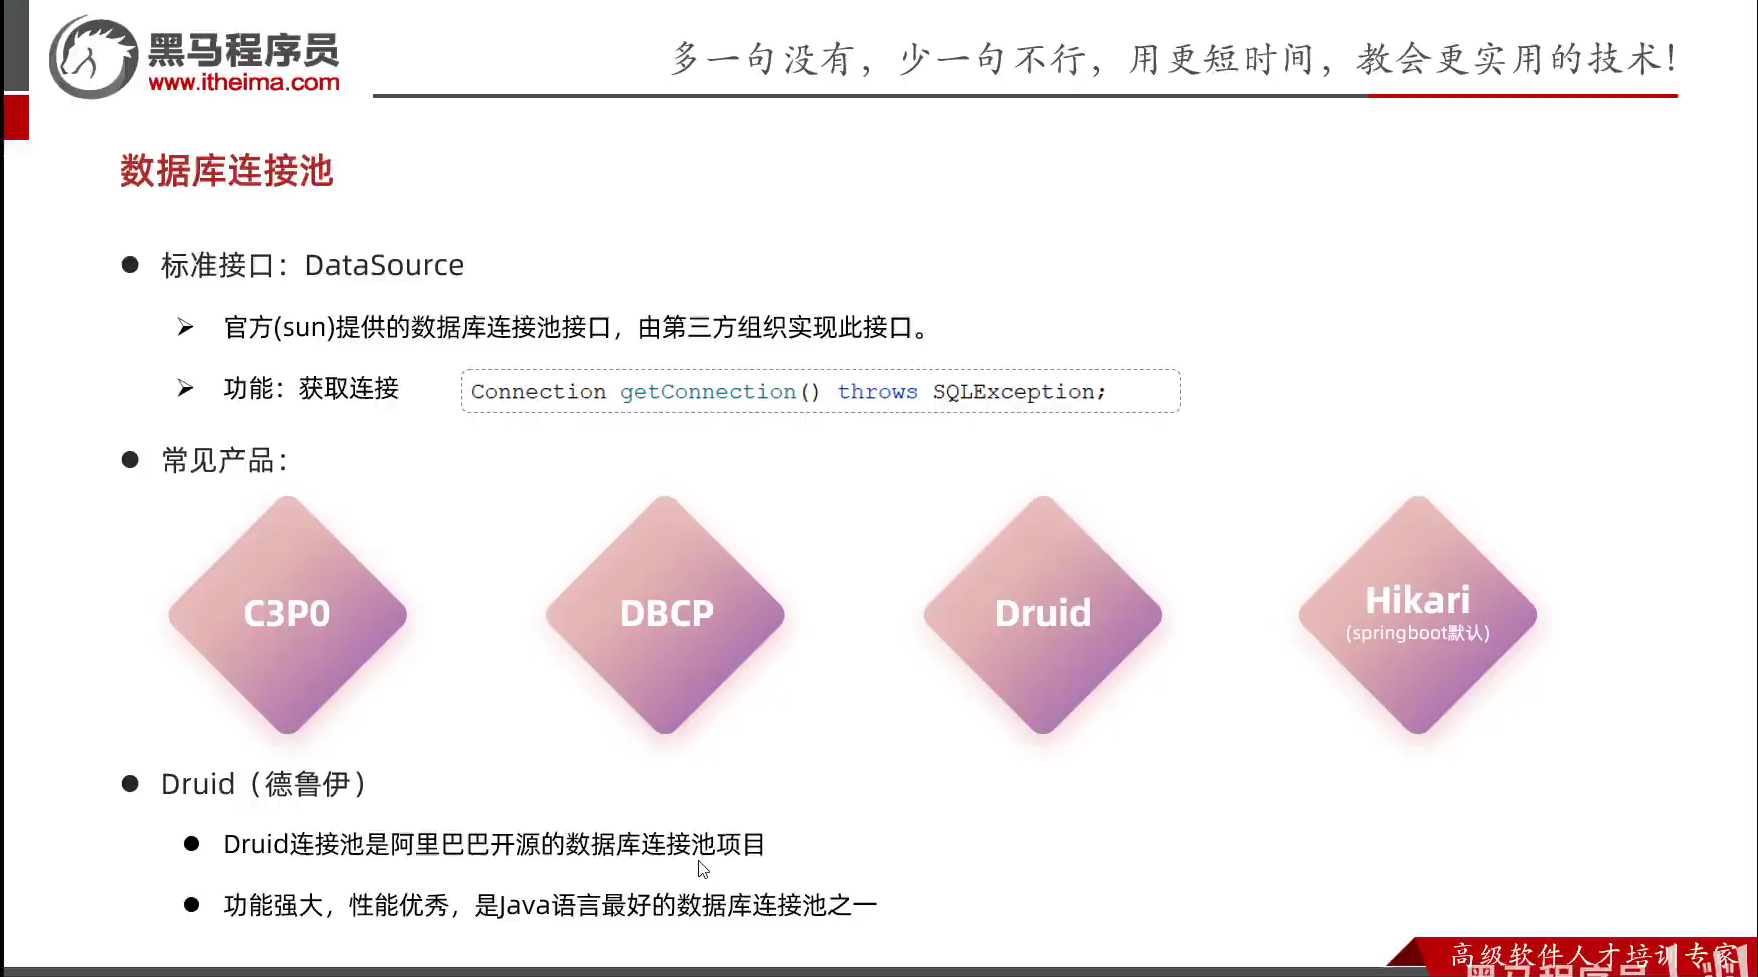 黑马程序员
www.itheima.com
多一句没有，少一句不行，用更短时间，教会更实用的技术！
数据库连接池
标准接口：DataSource
官方(sun)提供的数据库连接池接口，由第三方组织实现此接口。
功能：获取连接
Connection getConnection() throws SQLException;
常见产品：
C3P0
DBCP
Druid
Hikari
(springboot默认)
Druid（德鲁伊）
Druid连接池是阿里巴巴开源的数据库连接池项目
功能强大，性能优秀，是Java语言最好的数据库连接池之一
高级软件人才培训专家